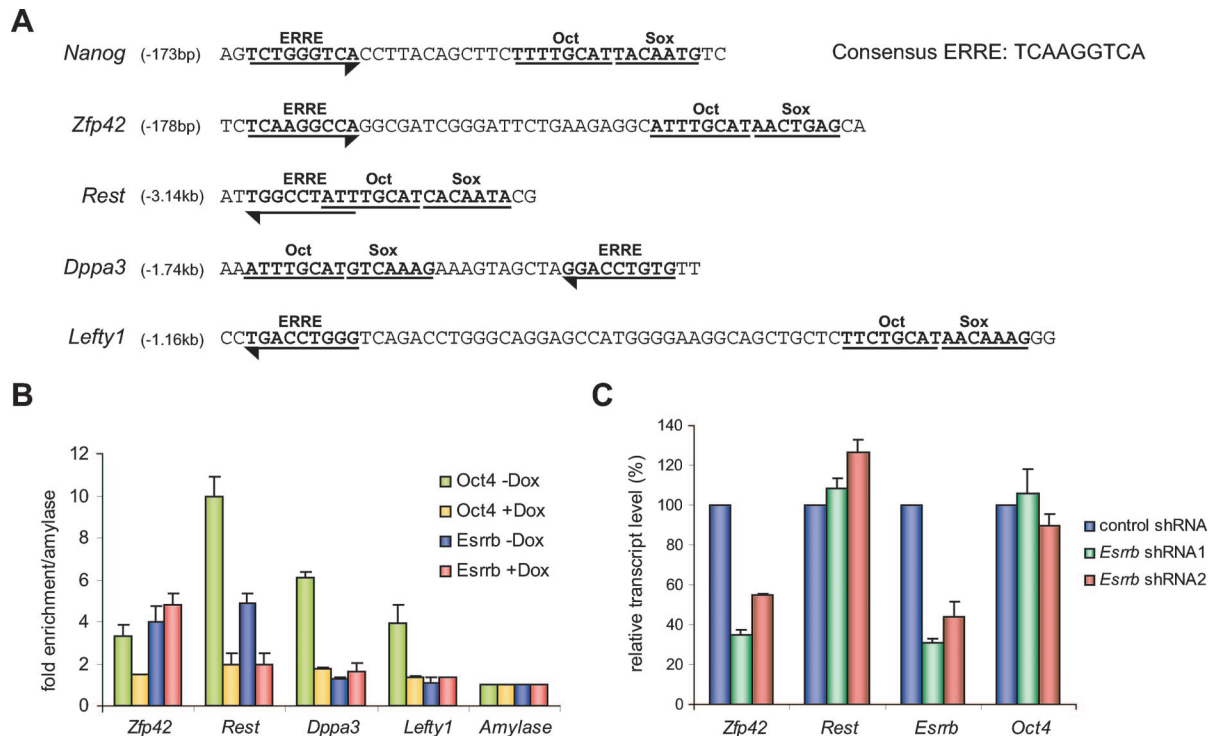 A
ERRE Oct Sox
Nanog (-173bp) AGTCTGGGTCACCTTACAGCTTCTTTTGCATTACAATGTC Consensus ERRE: TCAAGGTCA
ERRE Oct Sox
Zfp42 (-178bp) TCTCAAGGCCAGGCGATCGGGATTCTGAAGAGGCATTTGCATAACTGAGCA
ERRE Oct Sox
Rest (-3.14kb) ATTGGCCTATTTGCATCACAATACG
Oct Sox ERRE
Dppa3 (-1.74kb) AAATTTGCATGTCAAAGAAAGTAGCTAGGACCTGTGTT
ERRE Oct Sox
Lefty1 (-1.16kb) CCTGACCTGGGTCAGACCTGGGCAGGAGCCATGGGGAAGGCAGCTGCTCTTCTGCATAACAAAGGG
B
fold enrichment/amylase
12
10
8
6
4
2
0
Oct4 -Dox
Oct4 +Dox
Esrrb -Dox
Esrrb +Dox
Zfp42 Rest Dppa3 Lefty1 Amylase
C
relative transcript level (%)
140
120
100
80
60
40
20
0
control shRNA
Esrrb shRNA1
Esrrb shRNA2
Zfp42 Rest Esrrb Oct4